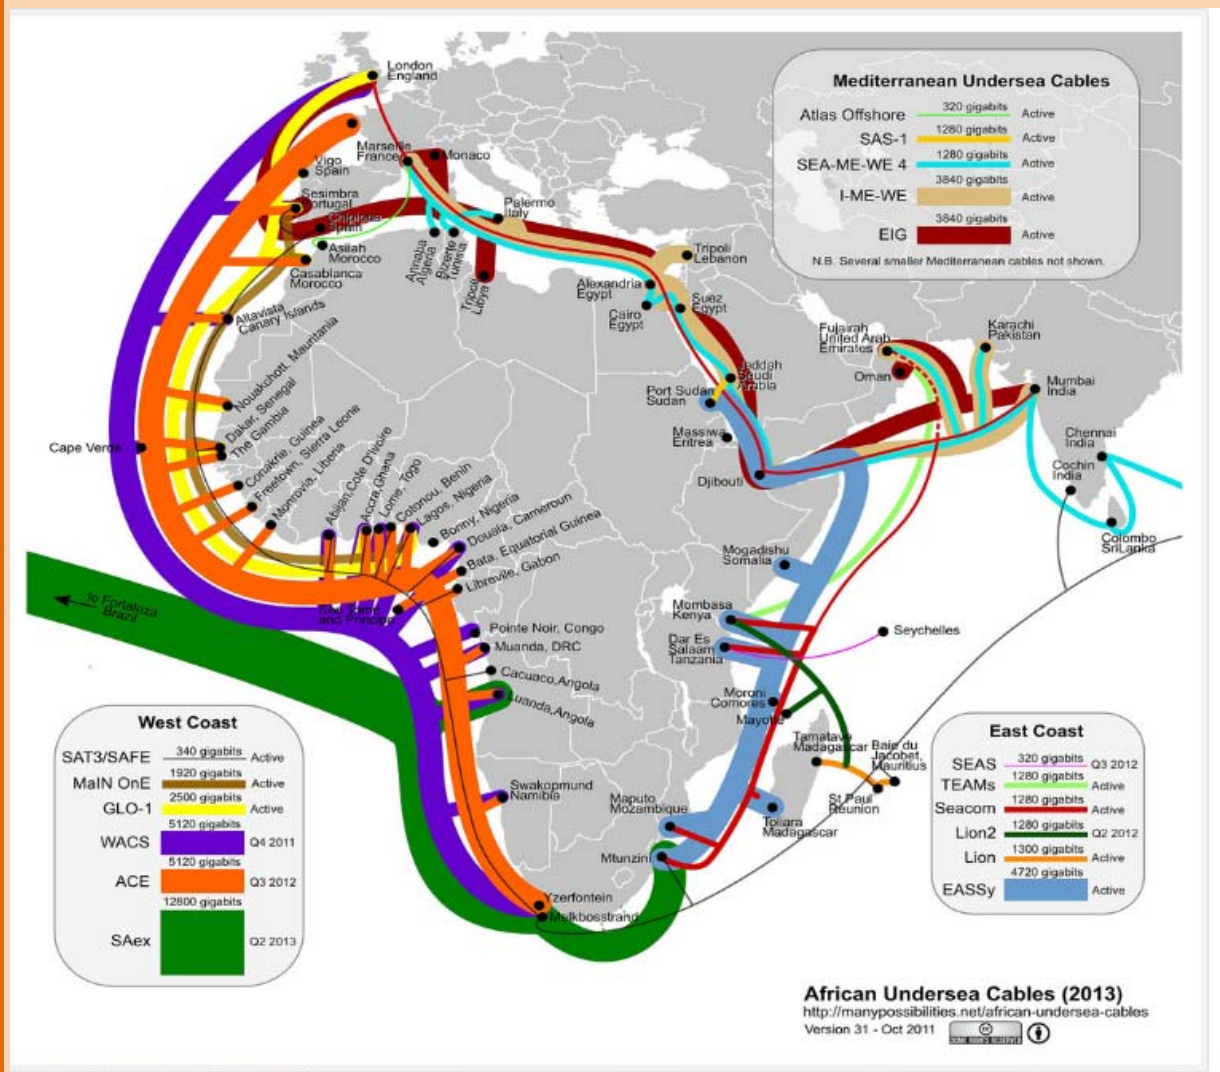 London
England
Marseille
France
Monaco
Vigo
Spain
Sesimbra
Portugal
Chipiona
Spain
Asilah
Morocco
Casablanca
Morocco
Palermo
Italy
Annaba
Algeria
Bizerte
Tunisia
Tripoli
Libya
Tripoli
Lebanon
Alexandria
Egypt
Cairo
Egypt
Suez
Egypt
Altavista
Canary Islands
Nouakchott, Mauritania
Dakar, Senegal
The Gambia
Cape Verde
Conakrie, Guinea
Freetown, Sierra Leone
Monrovia, Liberia
Abijan, Cote D'ivoire
Accra, Ghana
Lome, Togo
Cotonou, Benin
Lagos, Nigeria
Bonny, Nigeria
Douala, Cameroun
Bata, Equatorial Guinea
Libreville, Gabon
Sao Tome
and Principe
Pointe Noir, Congo
Muanda, DRC
Cacuaco, Angola
Luanda, Angola
Swakopmund
Namibia
Yzerfontein
Melkbosstrand
to Fortaleza
Brazil
Jeddah
Saudi
Arabia
Port Sudan
Sudan
Massiwa
Eritrea
Djibouti
Fujairah
United Arab
Emirates
Oman
Karachi
Pakistan
Mumbai
India
Chennai
India
Cochin
India
Colombo
SriLanka
Mogadishu
Somalia
Mombasa
Kenya
Dar Es
Salaam
Tanzania
Seychelles
Moroni
Comores
Mayotte
Tamatave
Madagascar
Baie du
Jacobet,
Mauritius
St Paul
Reunion
Toliara
Madagascar
Maputo
Mozambique
Mtunzini
Mediterranean Undersea Cables
Atlas Offshore 320 gigabits Active
SAS-1 1280 gigabits Active
SEA-ME-WE 4 1280 gigabits Active
I-ME-WE 3840 gigabits Active
EIG 3840 gigabits Active
N.B. Several smaller Mediterranean cables not shown.
West Coast
SAT3/SAFE 340 gigabits Active
MaIN OnE 1920 gigabits Active
GLO-1 2500 gigabits Active
WACS 5120 gigabits Q4 2011
ACE 5120 gigabits Q3 2012
SAex 12800 gigabits Q2 2013
East Coast
SEAS 320 gigabits Q3 2012
TEAMs 1280 gigabits Active
Seacom 1280 gigabits Active
Lion2 1280 gigabits Q2 2012
Lion 1300 gigabits Active
EASSy 4720 gigabits Active
African Undersea Cables (2013)
http://manypossibilities.net/african-undersea-cables
Version 31 - Oct 2011
cc